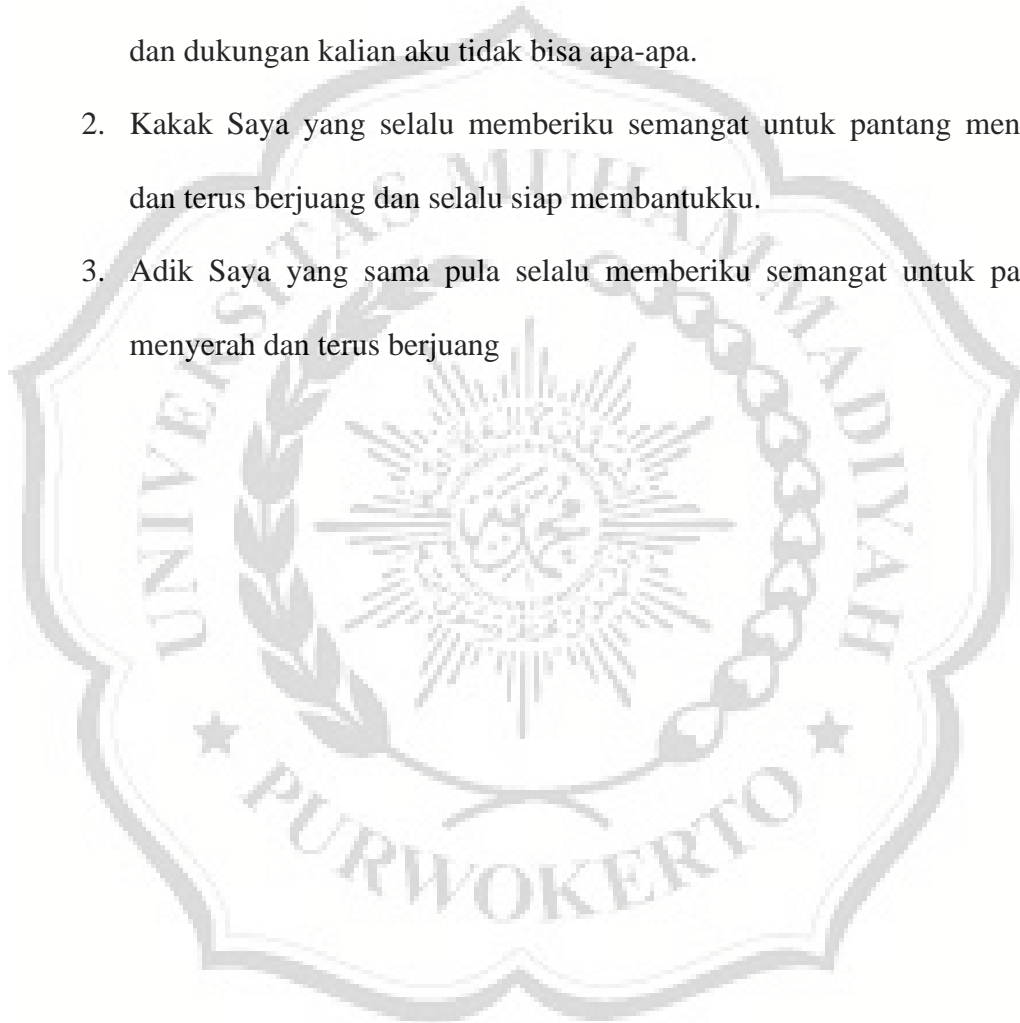 dan dukungan kalian aku tidak bisa apa-apa.
2. Kakak Saya yang selalu memberiku semangat untuk pantang men
dan terus berjuang dan selalu siap membantukku.
3. Adik Saya yang sama pula selalu memberiku semangat untuk pa
menyerah dan terus berjuang
UNIVERSITAS MUHAMMADIYAH
PURWOKERTO